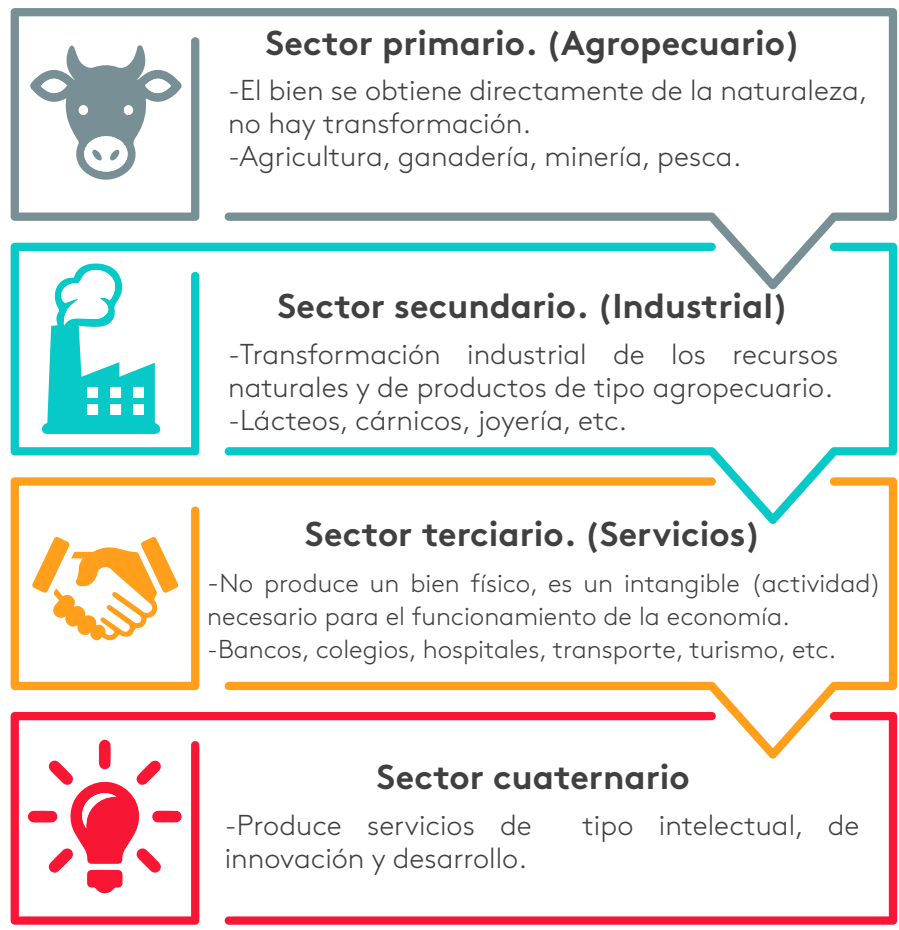 Sector primario. (Agropecuario)
-El bien se obtiene directamente de la naturaleza,
no hay transformación.
-Agricultura, ganadería, minería, pesca.
Sector secundario. (Industrial)
-Transformación industrial de los recursos
naturales y de productos de tipo agropecuario.
-Lácteos, cárnicos, joyería, etc.
Sector terciario. (Servicios)
-No produce un bien físico, es un intangible (actividad)
necesario para el funcionamiento de la economía.
-Bancos, colegios, hospitales, transporte, turismo, etc.
Sector cuaternario
-Produce servicios de tipo intelectual, de
innovación y desarrollo.